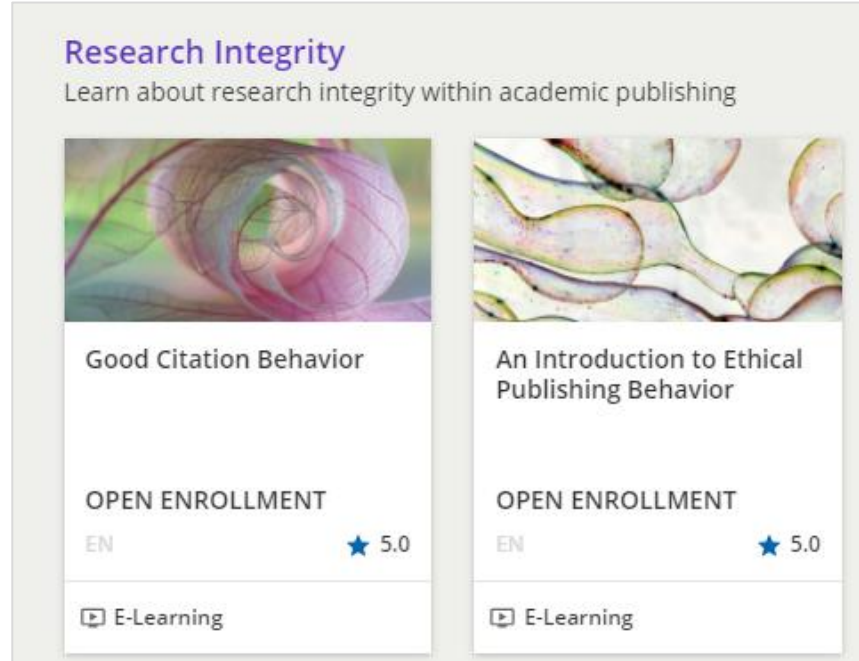 Research Integrity
Learn about research integrity within academic publishing
Good Citation Behavior
OPEN ENROLLMENT
EN
5.0
E-Learning
An Introduction to Ethical
Publishing Behavior
OPEN ENROLLMENT
EN
5.0
E-Learning